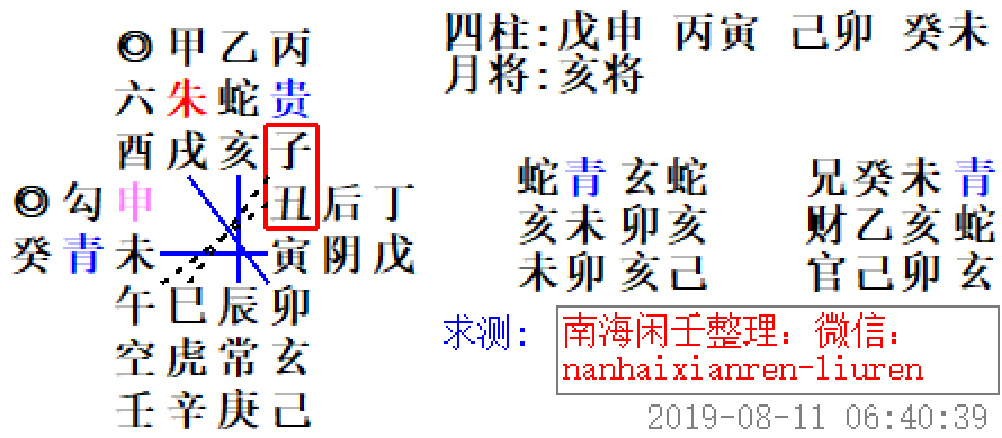 ◎甲乙丙
六朱蛇贵
酉戌亥子
◎勾申 丑后丁
癸青未 寅阴戊
午巳辰卯
空虎常玄
壬辛庚己
四柱:戊申 丙寅 己卯 癸未
月将:亥将
蛇青玄蛇 兄癸未青
亥未卯亥 财乙亥蛇
未卯亥己 官己卯玄
求测: 南海闲壬整理：微信：
nanhaixianren-liuren
2019-08-11 06:40:39